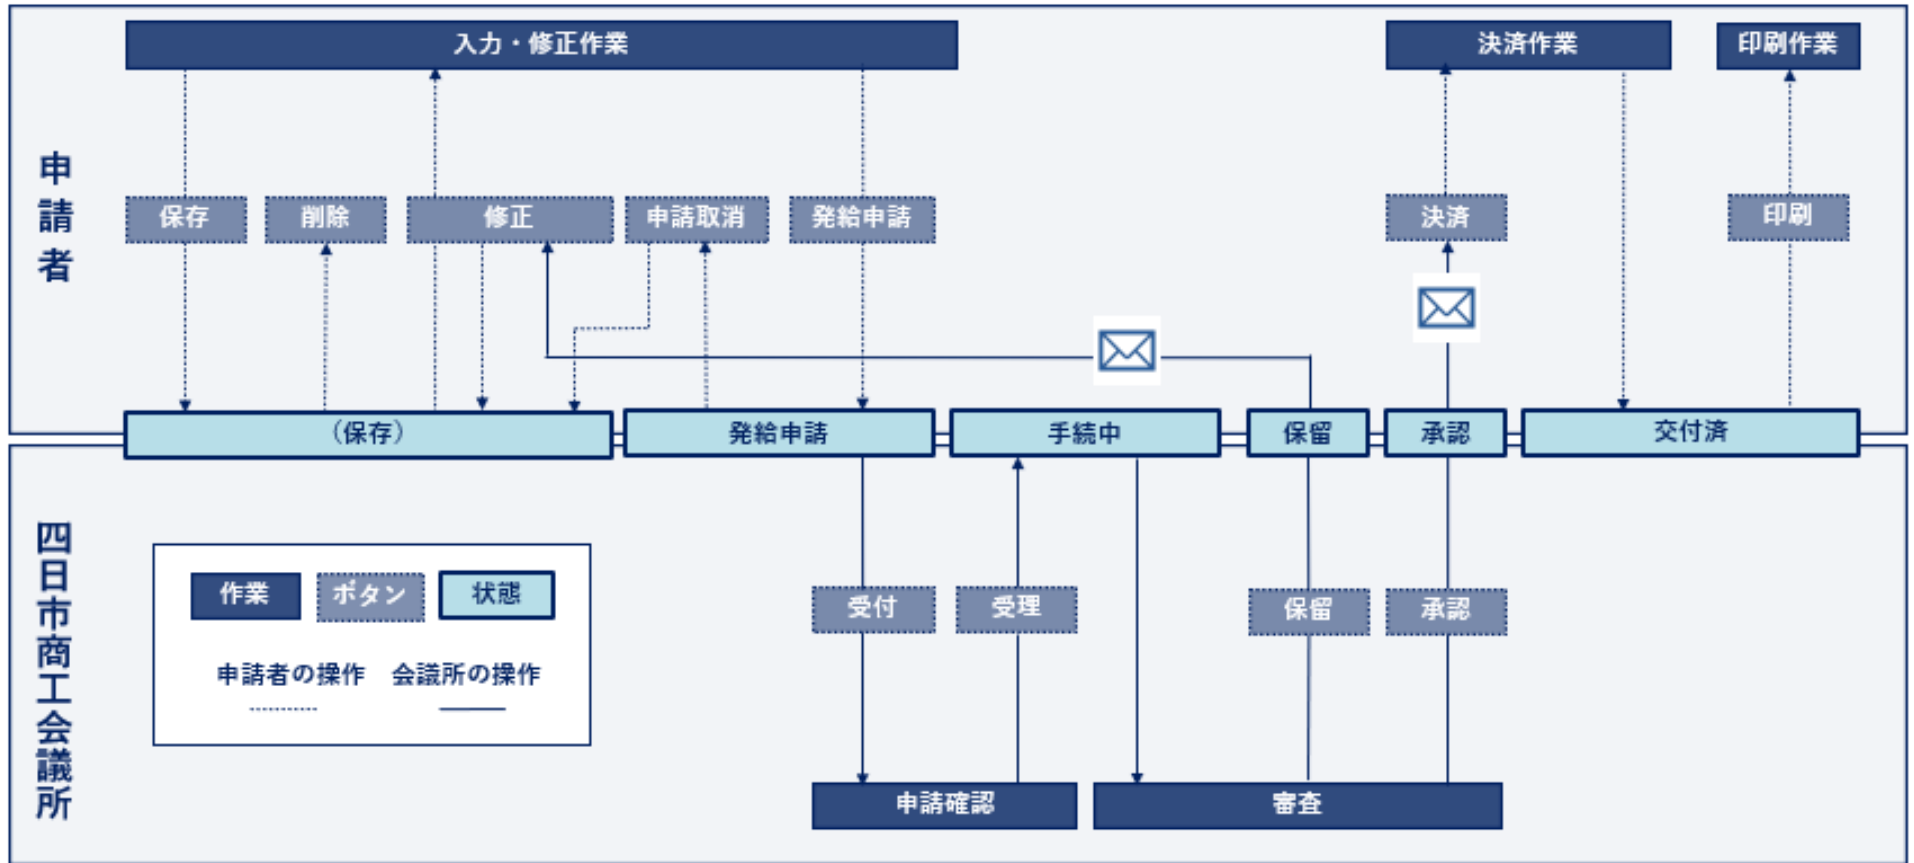 入力・修正作業
決済作業
印刷作業
申請者
保存
削除
修正
申請取消
発給申請
決済
印刷
（保存）
発給申請
手続中
保留
承認
交付済
四日市商工会議所
作業
ボタン
状態
申請者の操作
会議所の操作
受付
受理
保留
承認
申請確認
審査